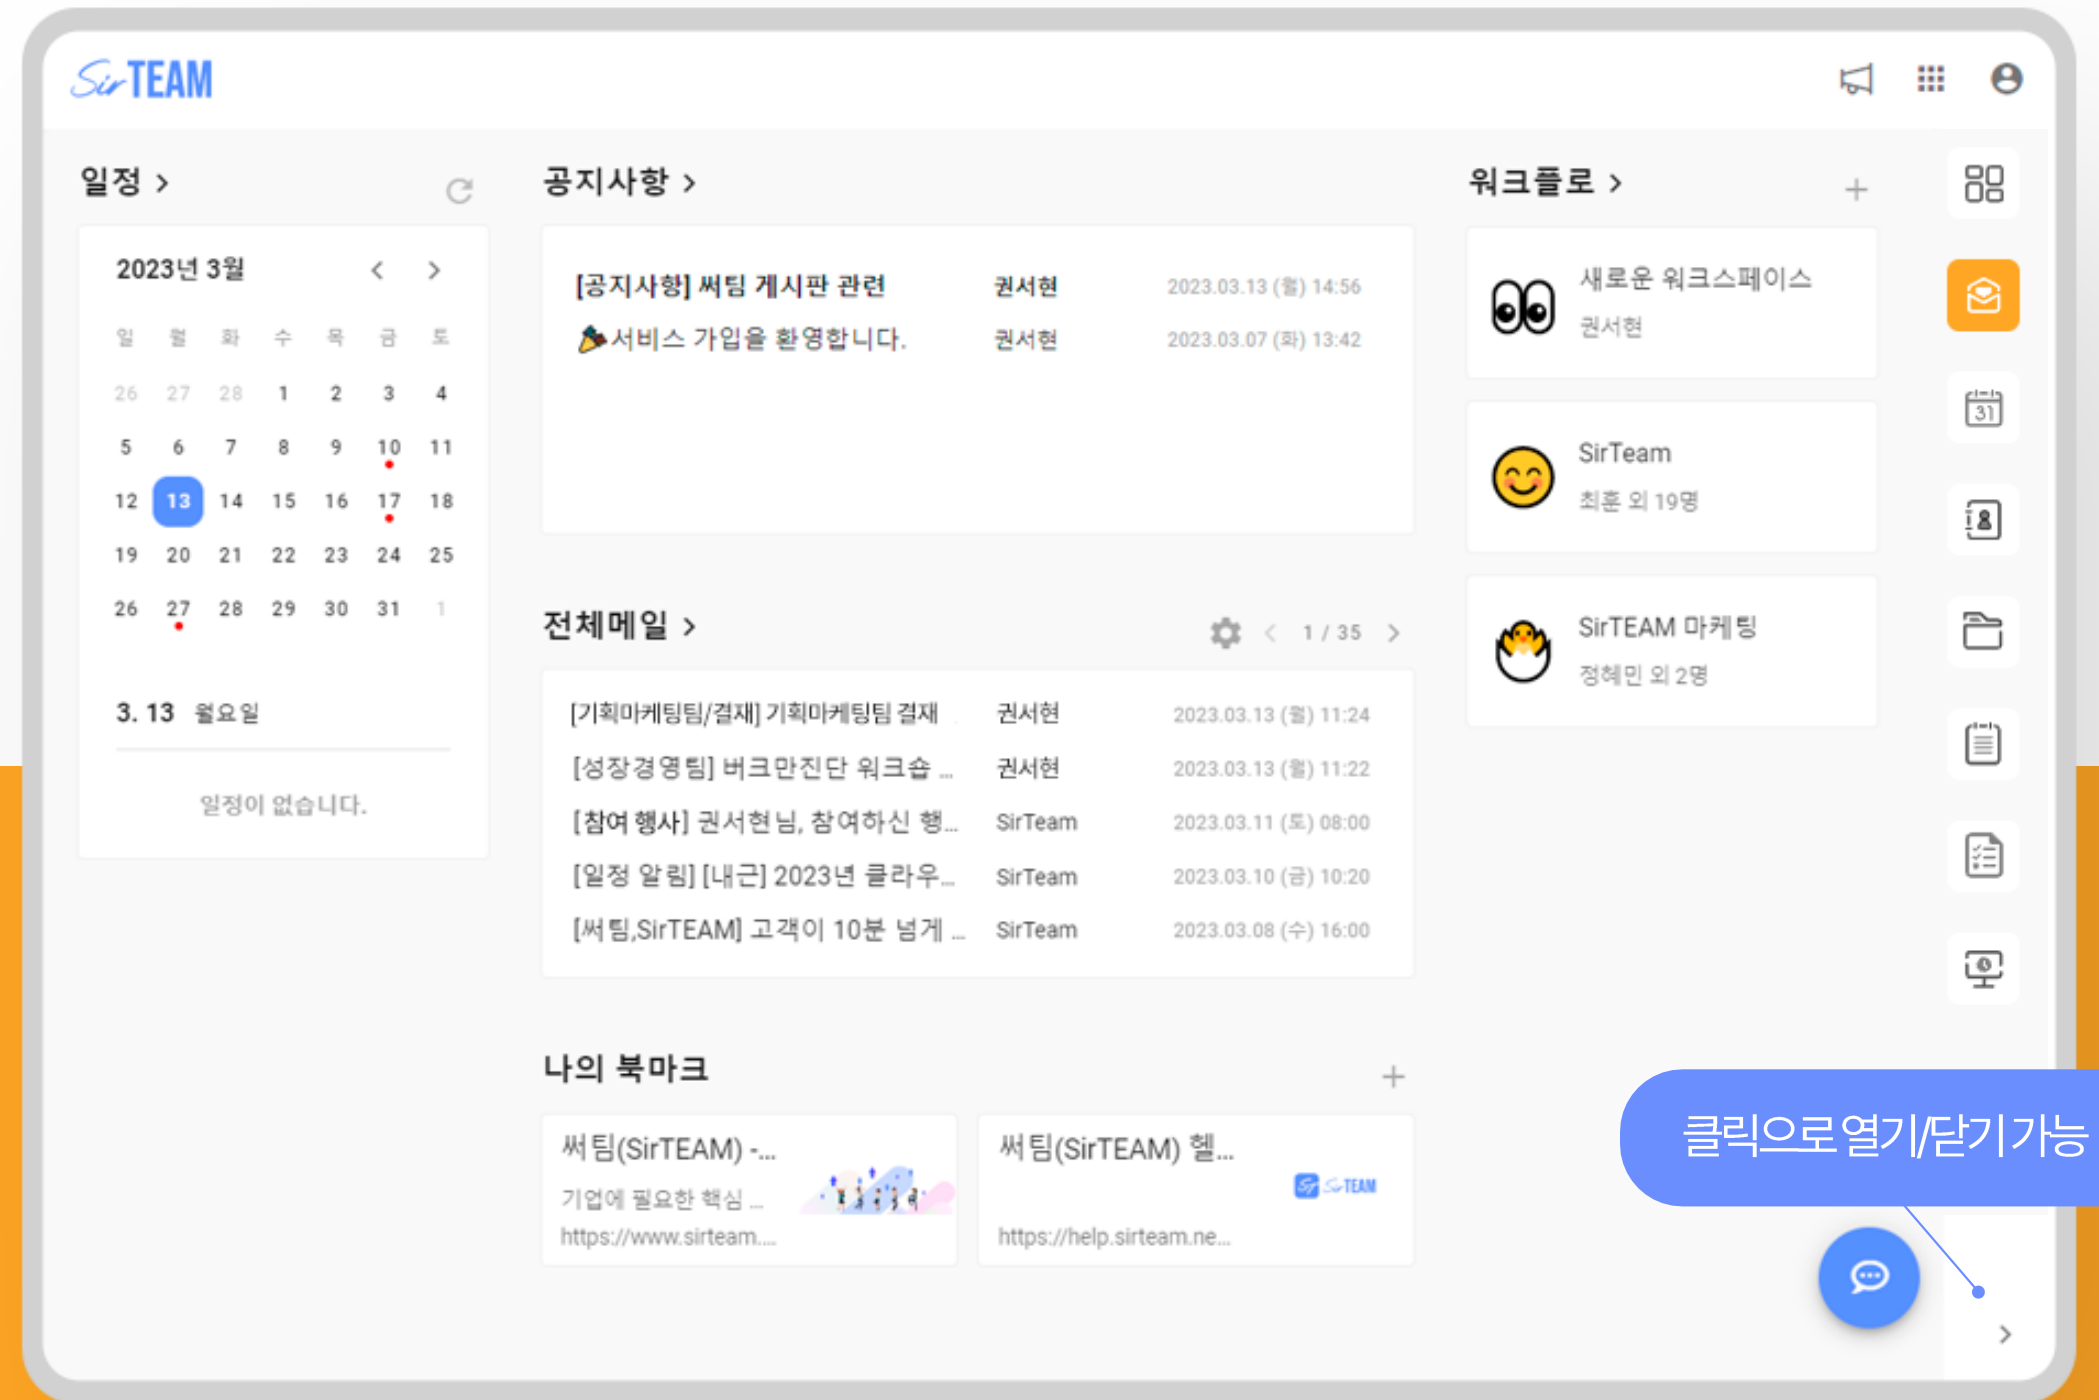 SirTEAM
일정 >
2023년 3월
일 월 화 수 목 금 토
26 27 28 1 2 3 4
5 6 7 8 9 10 11
12 13 14 15 16 17 18
19 20 21 22 23 24 25
26 27 28 29 30 31 1
3. 13 월요일
일정이 없습니다.
공지사항 >
[공지사항] 써팀 게시판 관련 권서현 2023.03.13 (월) 14:56
서비스 가입을 환영합니다. 권서현 2023.03.07 (화) 13:42
전체메일 >
1 / 35
[기획마케팅팀/결재] 기획마케팅팀 결재 권서현 2023.03.13 (월) 11:24
[성장경영팀] 버크만진단 워크숍 ... 권서현 2023.03.13 (월) 11:22
[참여 행사] 권서현님, 참여하신 행... SirTeam 2023.03.11 (토) 08:00
[일정 알림] [내근] 2023년 클라우... SirTeam 2023.03.10 (금) 10:20
[써팀,SirTEAM] 고객이 10분 넘게 ... SirTeam 2023.03.08 (수) 16:00
나의 북마크
써팀(SirTEAM) -...
기업에 필요한 핵심 ...
https://www.sirteam....
써팀(SirTEAM) 헬...
SirTEAM
https://help.sirteam.ne...
워크플로 >
새로운 워크스페이스
권서현
SirTeam
최훈 외 19명
SirTEAM 마케팅
정혜민 외 2명
31
클릭으로 열기/닫기 가능